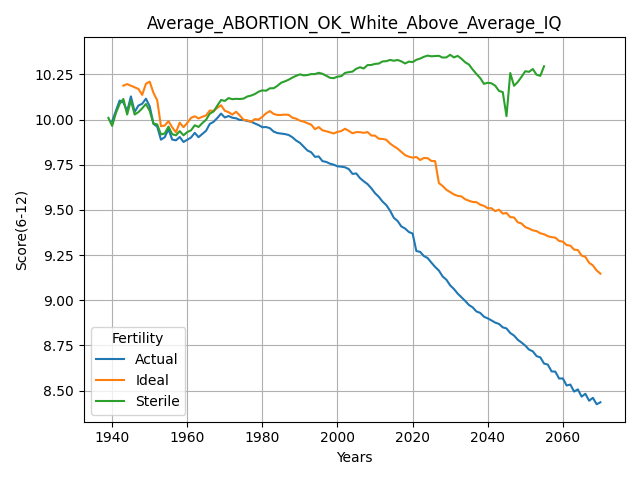 Average_ABORTION_OK_White_Above_Average_IQ
Score(6-12)
10.25
10.00
9.75
9.50
9.25
9.00
8.75
8.50
Fertility
Actual
Ideal
Sterile
1940 1960 1980 2000 2020 2040 2060
Years